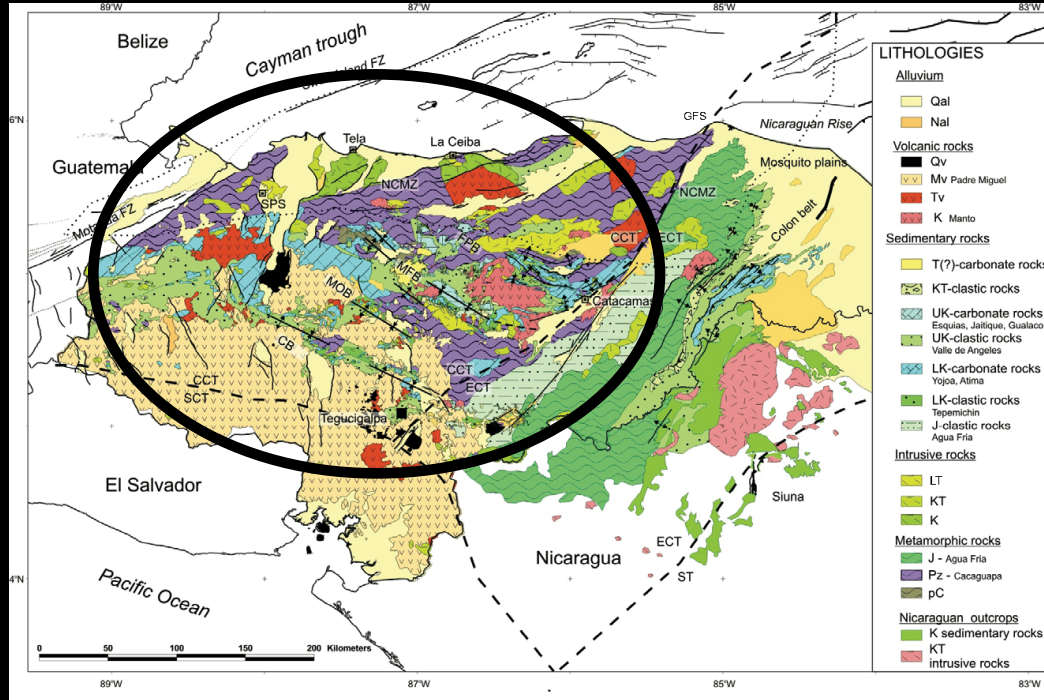 89°W
87°W
85°W
83°W
Belize
Cayman trough
Island FZ
6°N
Guatemala
Tela
La Ceiba
GFS
Nicaraguan Rise
Mosquito plains
NCMZ
NCMZ
SPS
FZ
Colon belt
CCT
ECT
PB
MFB
MOB
Catacamas
CB
CCT
ECT
CCT
SCT
Tegucigalpa
El Salvador
Siuna
Nicaragua
ECT
ST
4°N
Pacific Ocean
0 50 100 150 200 Kilometers
89°W
87°W
85°W
83°W
LITHOLOGIES
Alluvium
Qal
Nal
Volcanic rocks
Qv
Mv Padre Miguel
Tv
K Manto
Sedimentary rocks
T(?)-carbonate rocks
KT-clastic rocks
UK-carbonate rocks
Esquias, Jaitique, Gualaco
UK-clastic rocks
Valle de Angeles
LK-carbonate rocks
Yojoa, Atima
LK-clastic rocks
Tepemichin
J-clastic rocks
Agua Fria
Intrusive rocks
LT
KT
K
Metamorphic rocks
J - Agua Fria
Pz - Cacaguapa
pC
Nicaraguan outcrops
K sedimentary rocks
KT
intrusive rocks